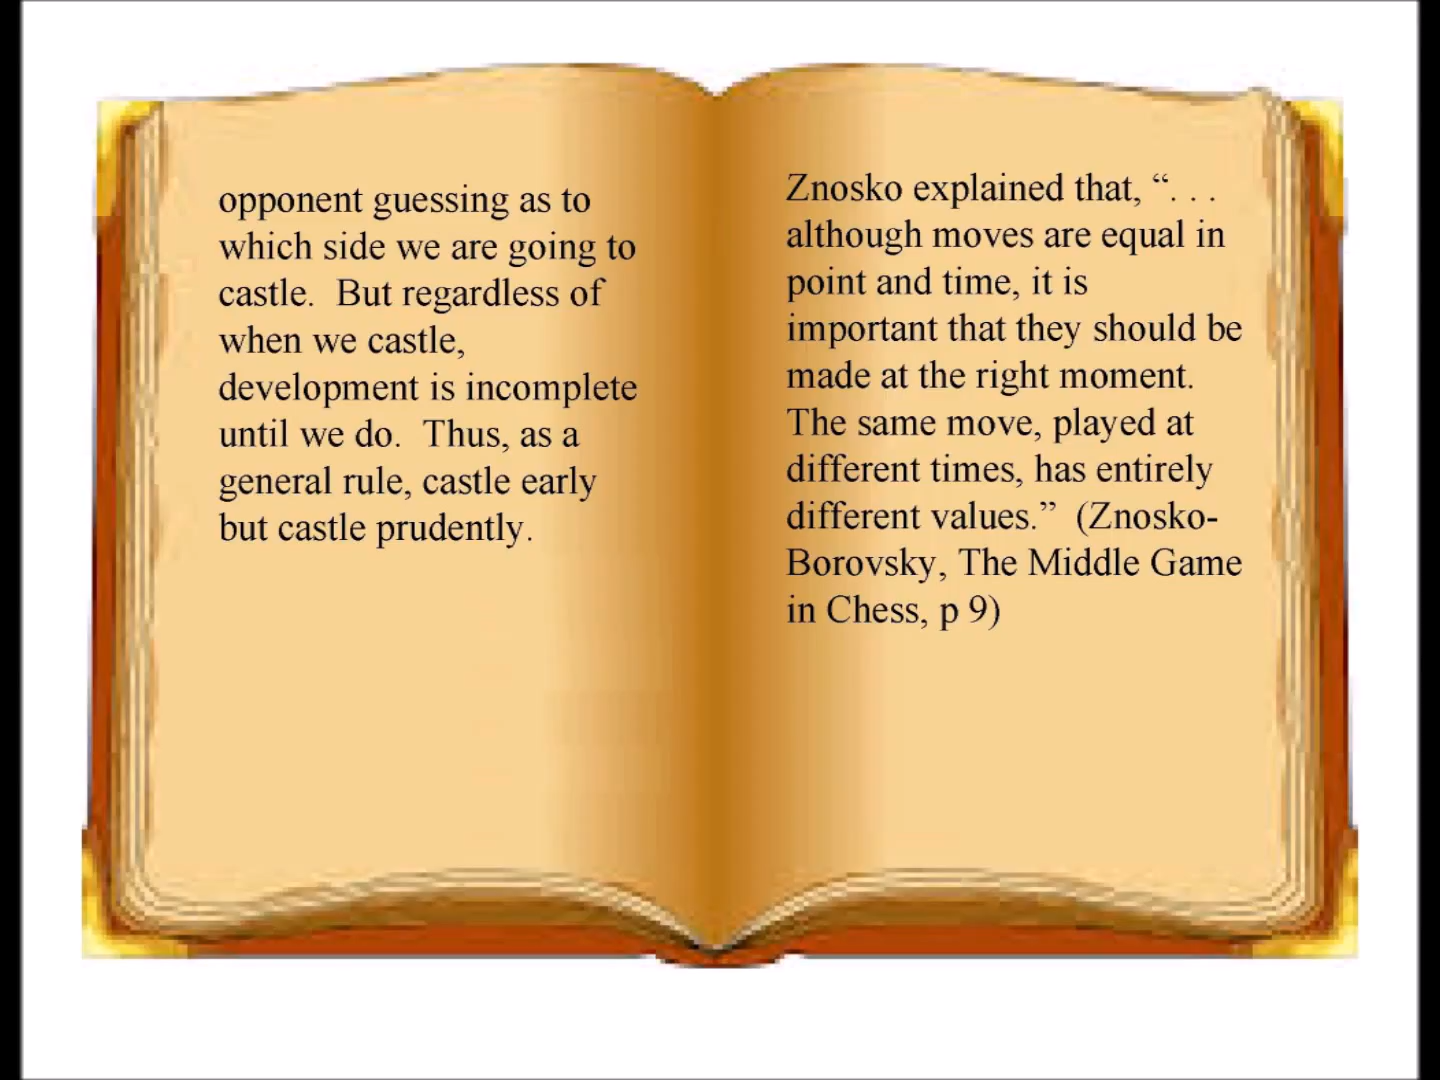 opponent guessing as to
which side we are going to
castle.  But regardless of
when we castle,
development is incomplete
until we do.  Thus, as a
general rule, castle early
but castle prudently.
Znosko explained that, “. . .
although moves are equal in
point and time, it is
important that they should be
made at the right moment.
The same move, played at
different times, has entirely
different values.”  (Znosko-
Borovsky, The Middle Game
in Chess, p 9)